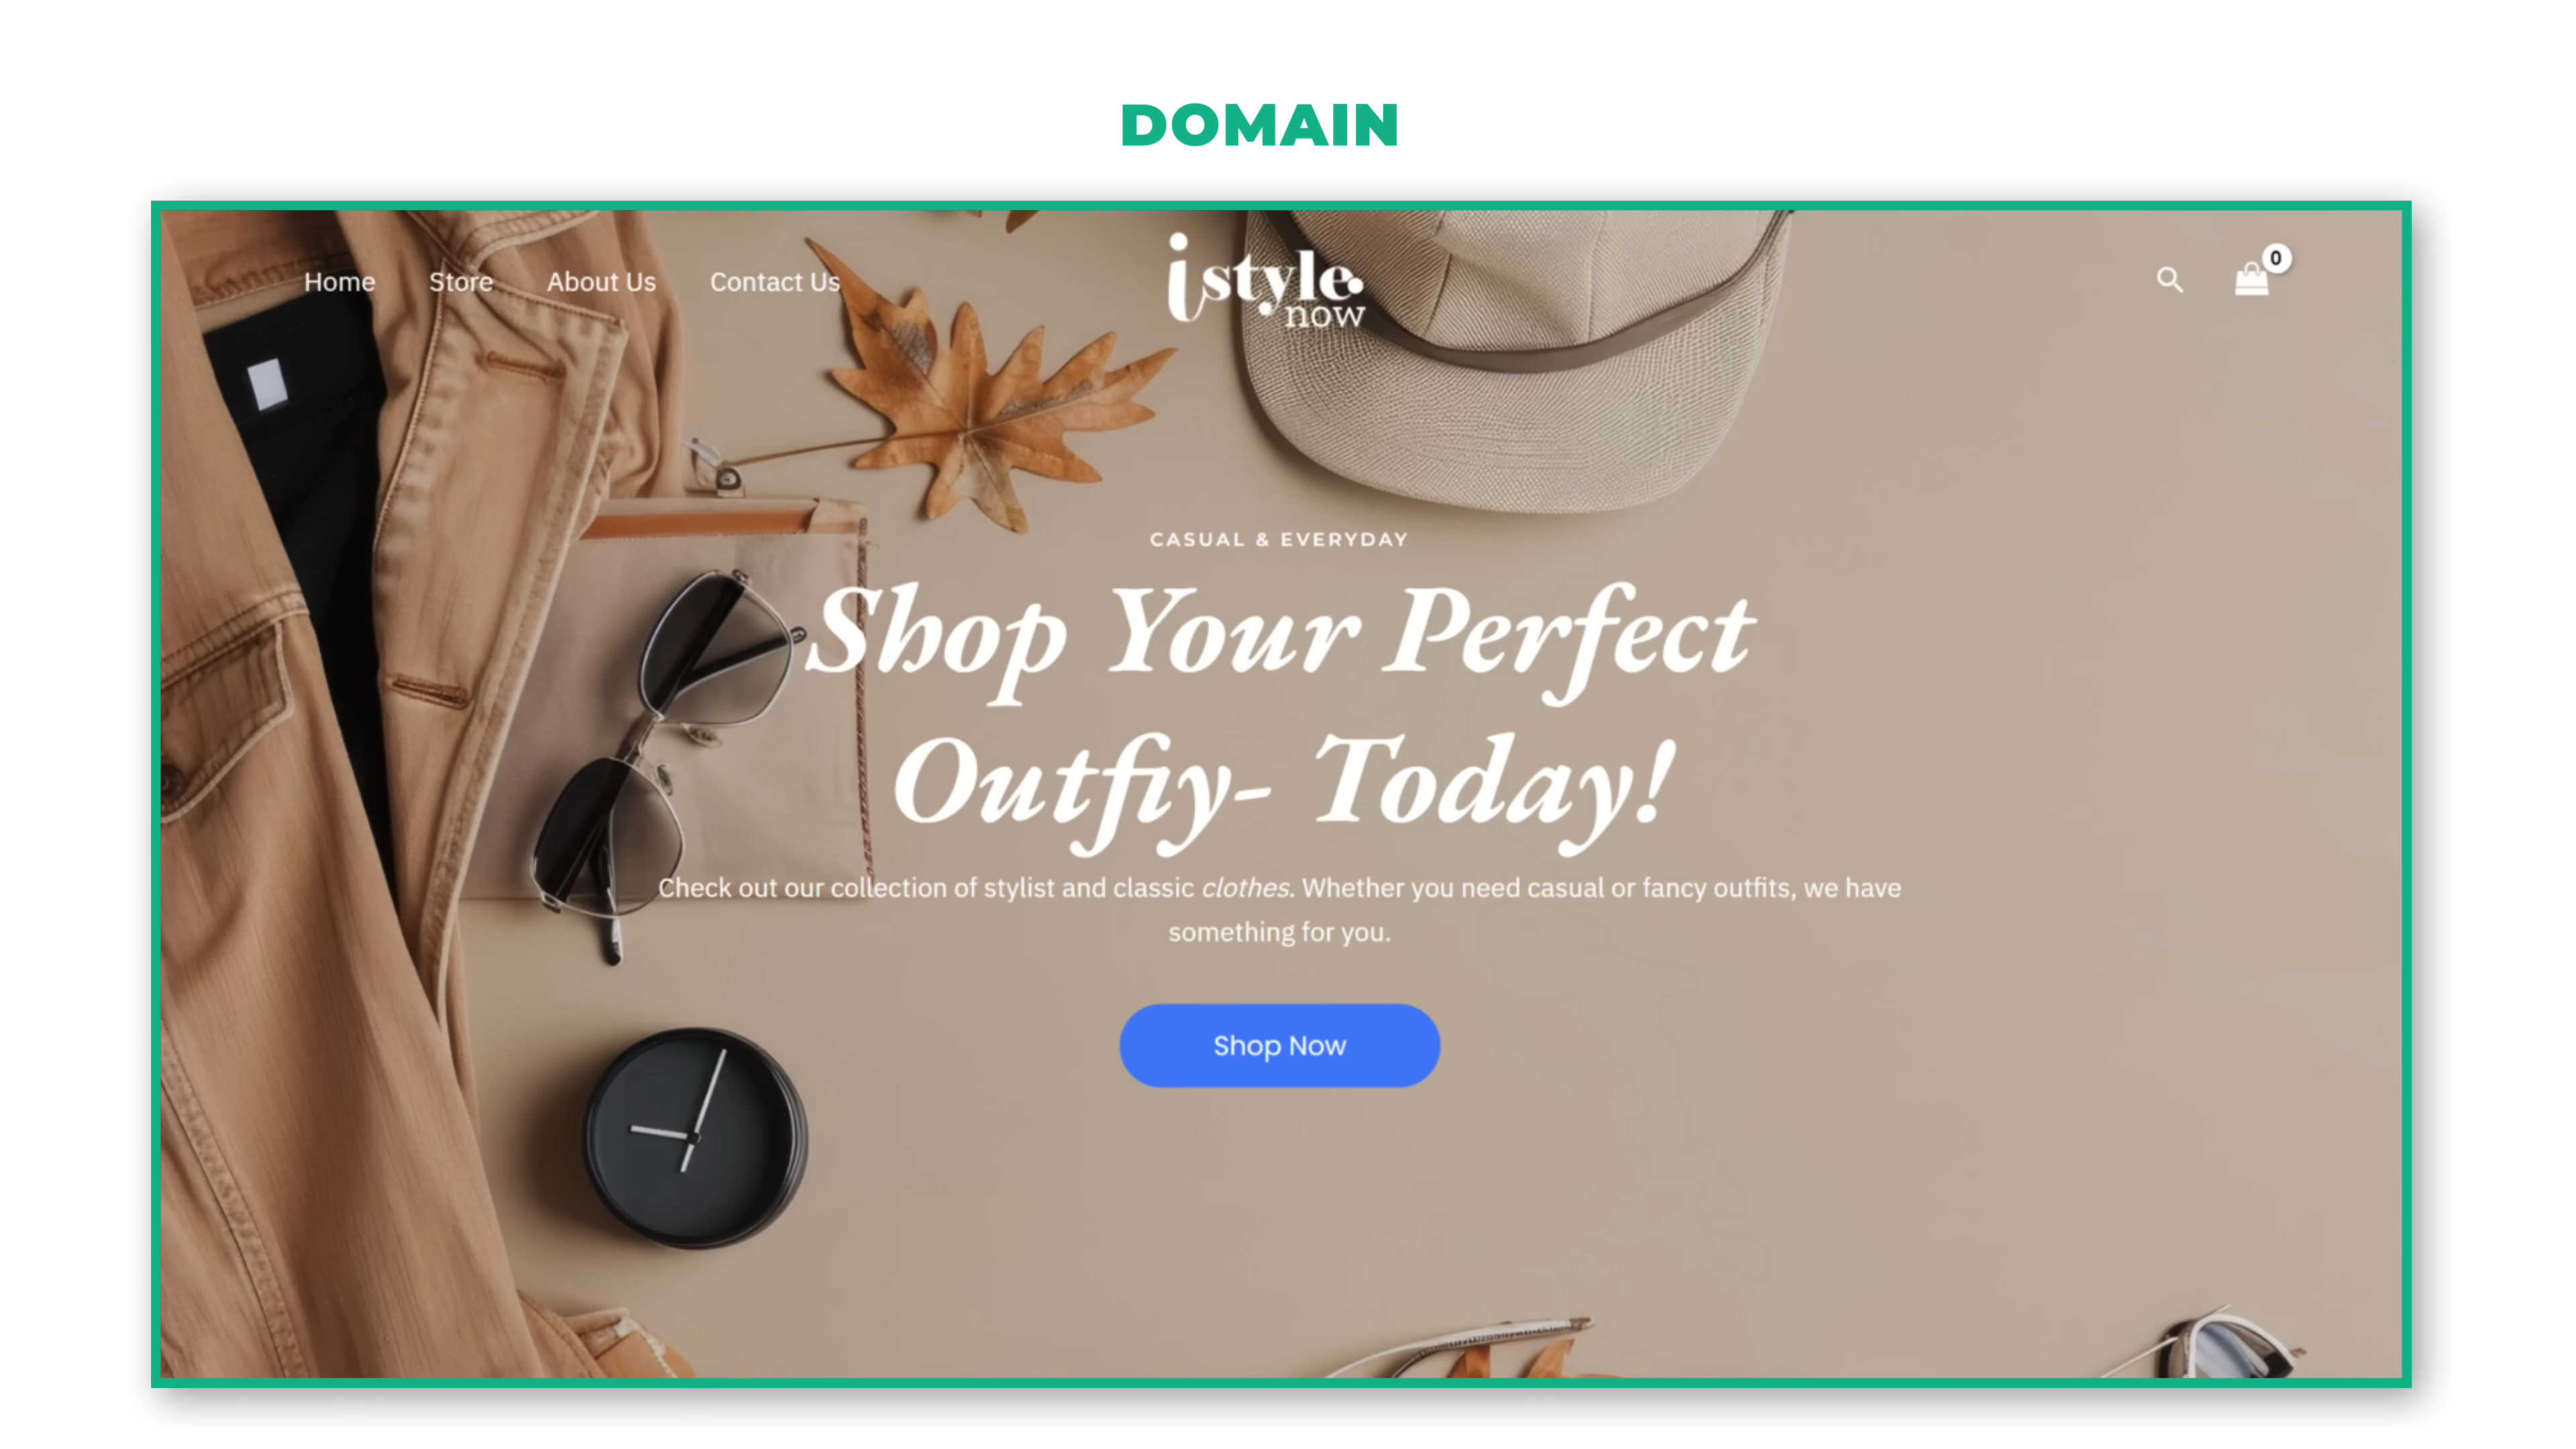 DOMAIN
Home Store About Us Contact Us
istyle.
now
0
CASUAL & EVERYDAY
Shop Your Perfect
Outfiy- Today!
Check out our collection of stylist and classic clothes. Whether you need casual or fancy outfits, we have
something for you.
Shop Now